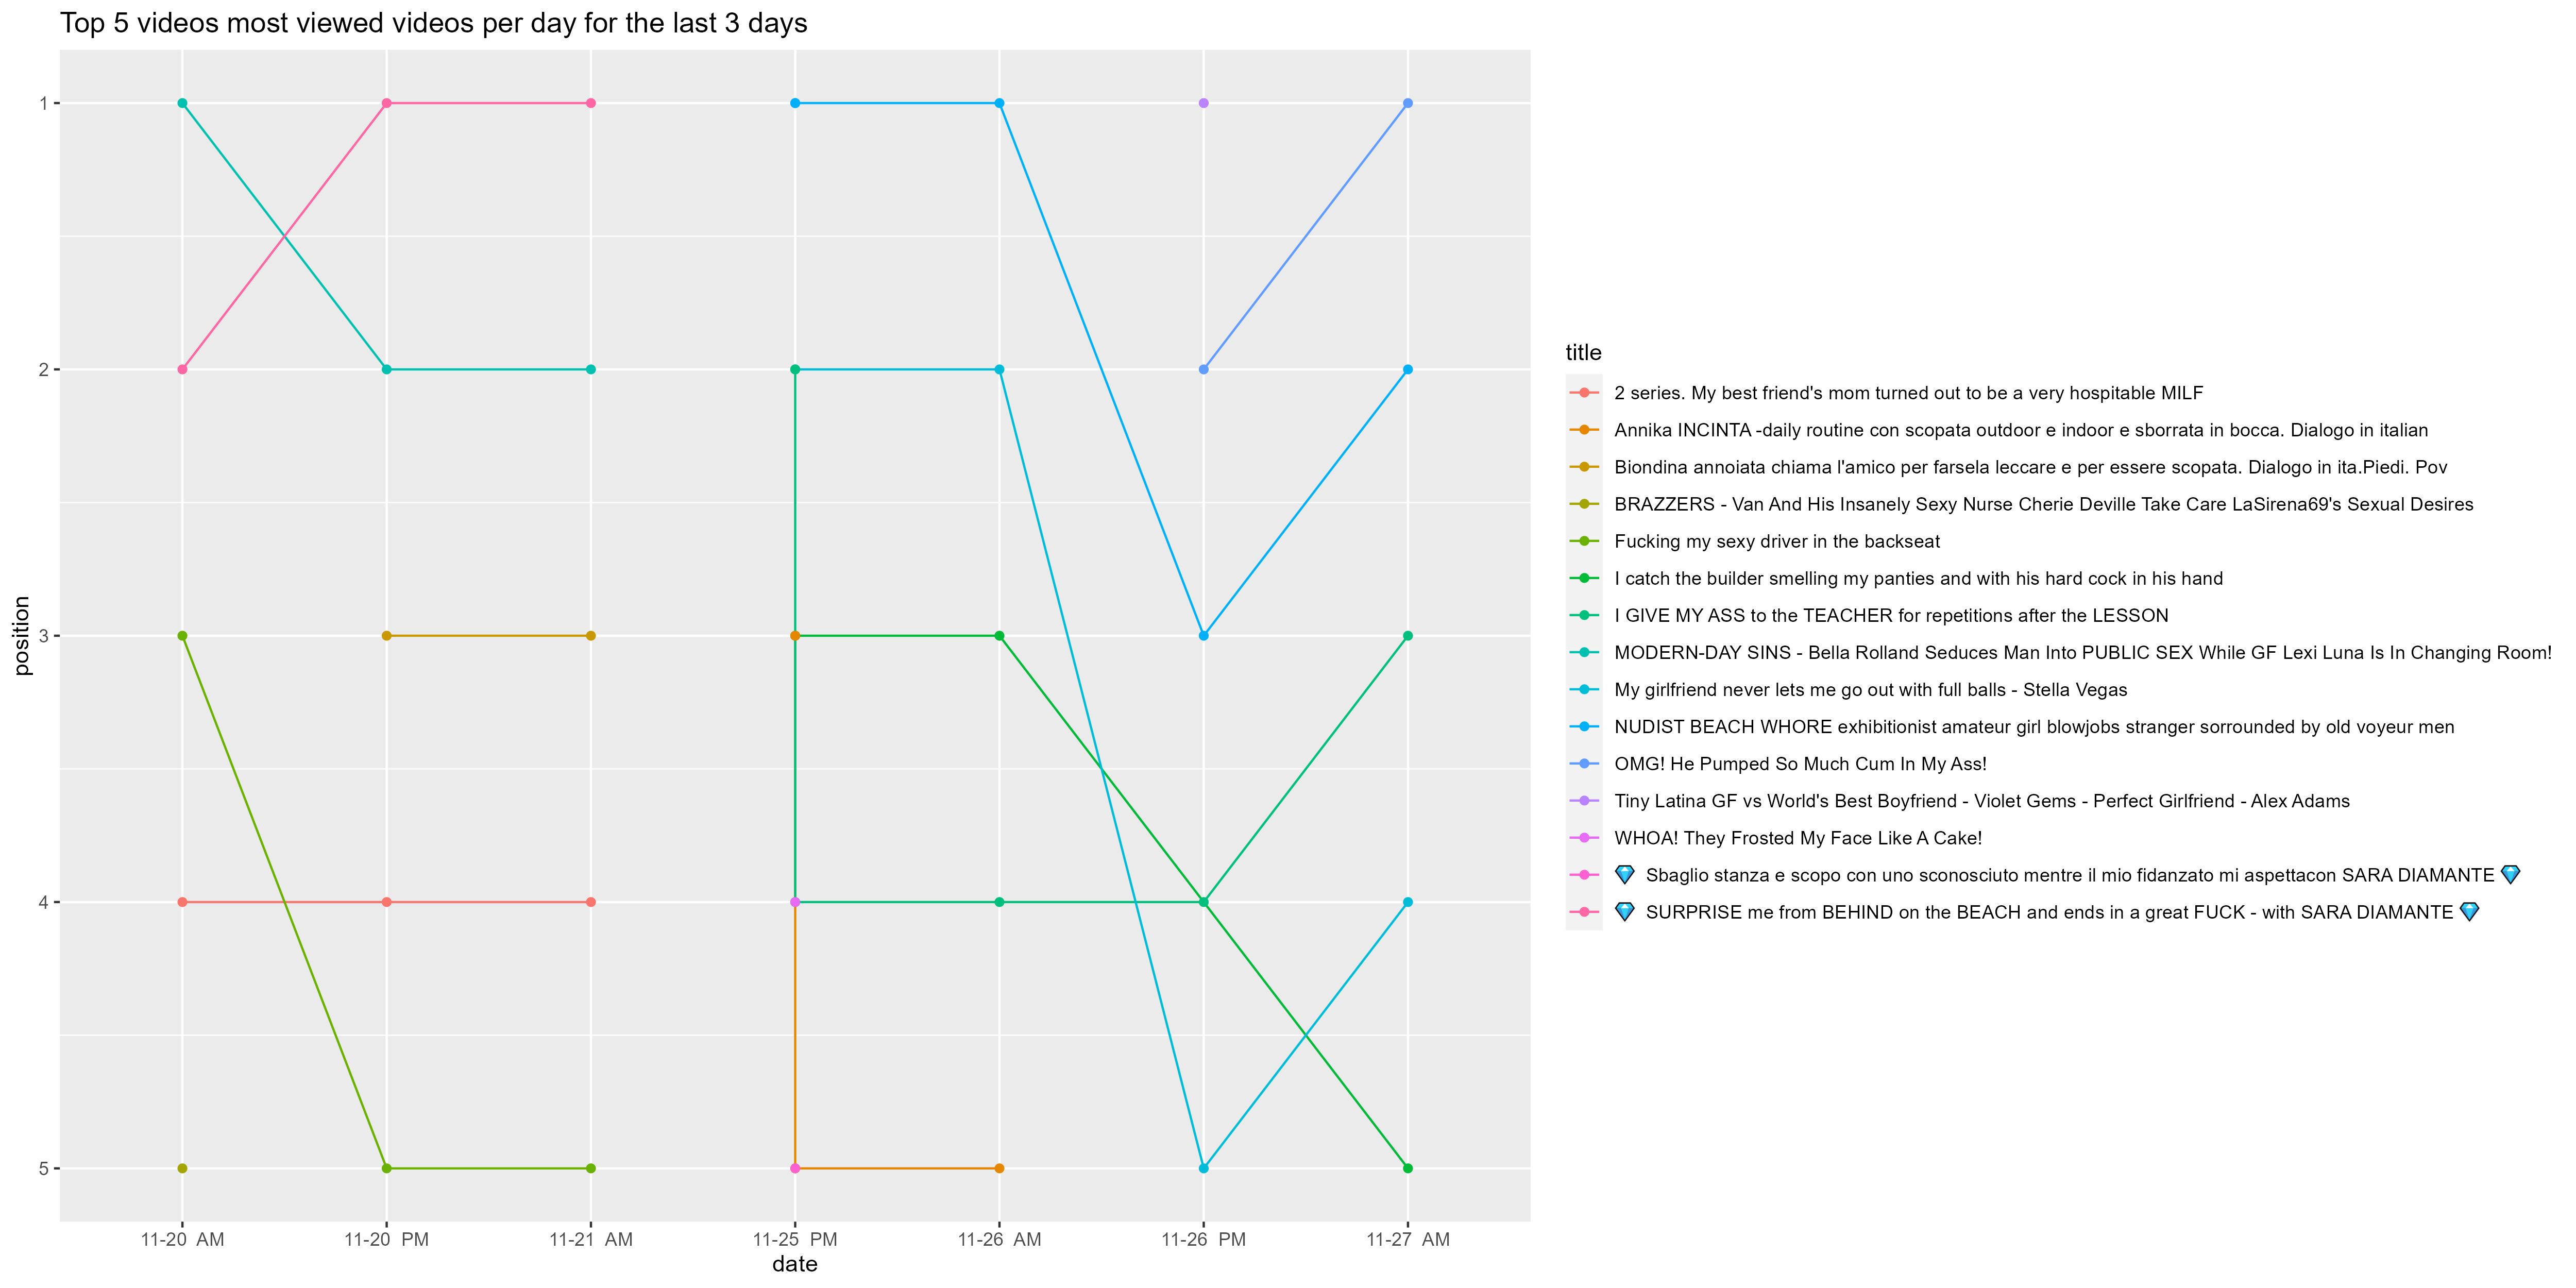 Top 5 videos most viewed videos per day for the last 3 days
position
1
2
3
4
5
11-20 AM
11-20 PM
11-21 AM
11-25 PM
11-26 AM
11-26 PM
11-27 AM
date
title
2 series. My best friend's mom turned out to be a very hospitable MILF
Annika INCINTA -daily routine con scopata outdoor e indoor e sborrata in bocca. Dialogo in italian
Biondina annoiata chiama l'amico per farsela leccare e per essere scopata. Dialogo in ita.Piedi. Pov
BRAZZERS - Van And His Insanely Sexy Nurse Cherie Deville Take Care LaSirena69's Sexual Desires
Fucking my sexy driver in the backseat
I catch the builder smelling my panties and with his hard cock in his hand
I GIVE MY ASS to the TEACHER for repetitions after the LESSON
MODERN-DAY SINS - Bella Rolland Seduces Man Into PUBLIC SEX While GF Lexi Luna Is In Changing Room!
My girlfriend never lets me go out with full balls - Stella Vegas
NUDIST BEACH WHORE exhibitionist amateur girl blowjobs stranger sorrounded by old voyeur men
OMG! He Pumped So Much Cum In My Ass!
Tiny Latina GF vs World's Best Boyfriend - Violet Gems - Perfect Girlfriend - Alex Adams
WHOA! They Frosted My Face Like A Cake!
💎 Sbaglio stanza e scopo con uno sconosciuto mentre il mio fidanzato mi aspettacon SARA DIAMANTE 💎
💎 SURPRISE me from BEHIND on the BEACH and ends in a great FUCK - with SARA DIAMANTE 💎